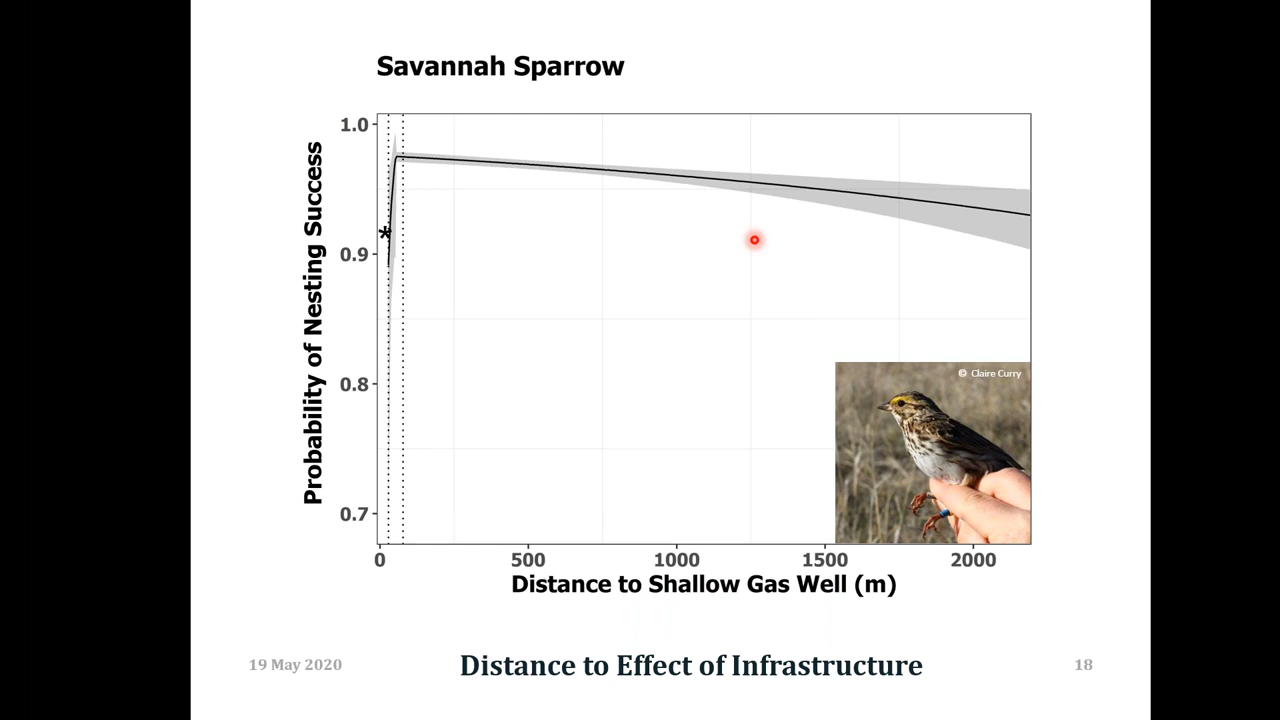 Savannah Sparrow
Probability of Nesting Success
1.0
0.9
0.8
0.7
*
© Claire Curry
0
500
1000
1500
2000
Distance to Shallow Gas Well (m)
19 May 2020
Distance to Effect of Infrastructure
18